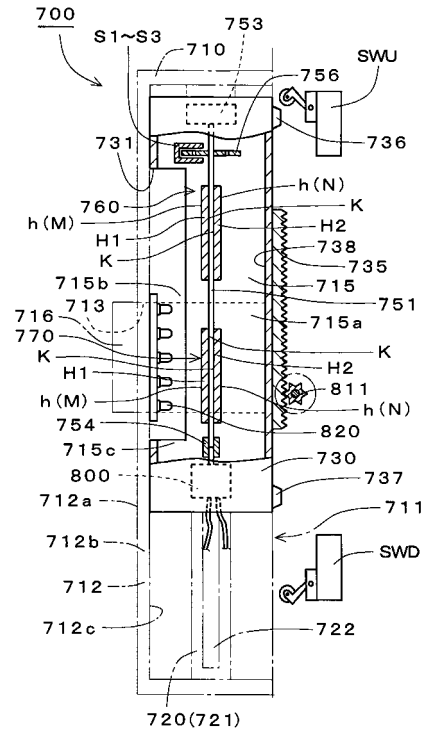 700
S1~S3
710
753
756
SWU
731
736
760
h(N)
h(M)
K
H1
H2
K
738
735
715b
715
713
751
716
715a
770
K
K
H2
H1
811
h(M)
h(N)
754
820
715c
730
800
737
712a
711
712b
SWD
712
712c
722
720(721)